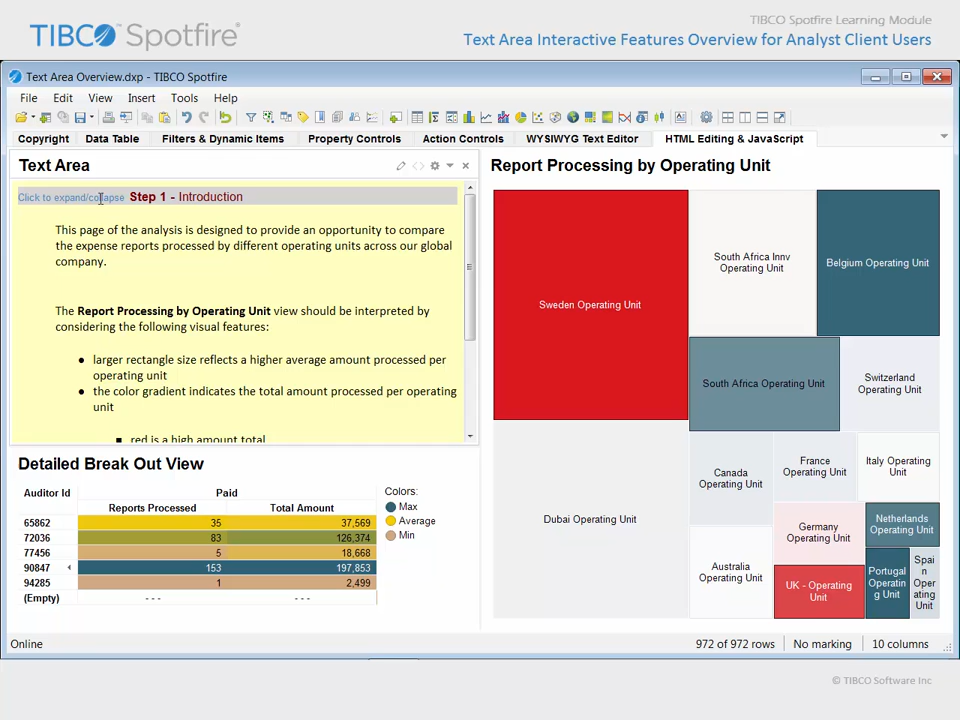 TIBCO Spotfire Learning Module
TIBCO™ Spotfire®
Text Area Interactive Features Overview for Analyst Client Users
Text Area Overview.dxp - TIBCO Spotfire
File Edit View Insert Tools Help
Copyright Data Table Filters & Dynamic Items Property Controls Action Controls WYSIWYG Text Editor HTML Editing & JavaScript
Text Area
Click to expand/collapse Step 1 - Introduction
This page of the analysis is designed to provide an opportunity to compare
the expense reports processed by different operating units across our global
company.
The Report Processing by Operating Unit view should be interpreted by
considering the following visual features:
● larger rectangle size reflects a higher average amount processed per
operating unit
● the color gradient indicates the total amount processed per operating
unit
■ red is a high amount total
Detailed Break Out View
Auditor Id Paid
Reports Processed Total Amount
65862 35 37,569
72036 83 126,374
77456 5 18,668
90847 153 197,853
94285 1 2,499
(Empty) - - - - - -
Colors:
Max
Average
Min
Report Processing by Operating Unit
Sweden Operating Unit
South Africa Innv
Operating Unit
Belgium Operating Unit
South Africa Operating Unit
Switzerland
Operating Unit
Dubai Operating Unit
Canada
Operating Unit
France
Operating Unit
Italy Operating
Unit
Australia
Operating Unit
Germany
Operating Unit
Netherlands
Operating Unit
UK - Operating
Unit
Portugal
Operatin
g Unit
Spai
n
Oper
ating
Unit
Online 972 of 972 rows No marking 10 columns
© TIBCO Software Inc